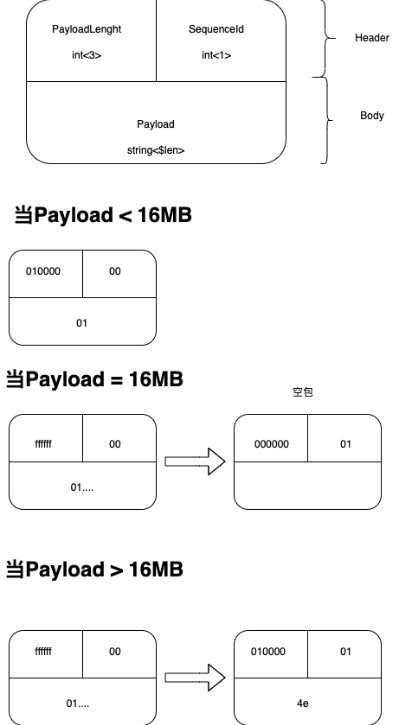 PayloadLenght
SequenceId
int<3>
int<1>
Header
Payload
string<$len>
Body
当Payload < 16MB
010000
00
01
当Payload = 16MB
空包
ffffff
00
01....
000000
01
当Payload > 16MB
ffffff
00
01....
010000
01
4e